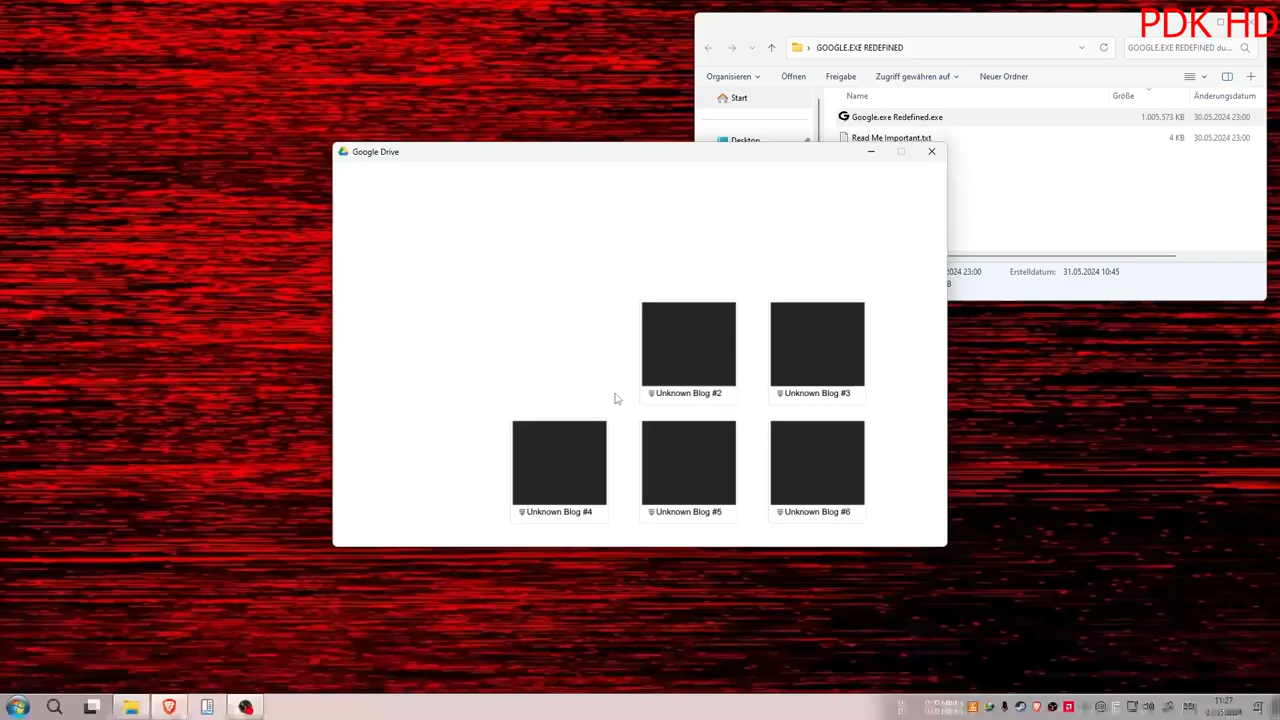 PDK HD
GOOGLE.EXE REDEFINED
GOOGLE.EXE REDEFINED du...
Organisieren
Öffnen
Freigabe
Zugriff gewähren auf
Neuer Ordner
Start
Name
Größe
Änderungsdatum
Google.exe Redefined.exe
1.005.573 KB
30.05.2024 23:00
Desktop
Read Me Important.txt
4 KB
30.05.2024 23:00
Google Drive
2024 23:00
Erstelldatum:
31.05.2024 10:45
Unknown Blog #2
Unknown Blog #3
Unknown Blog #4
Unknown Blog #5
Unknown Blog #6
11:27